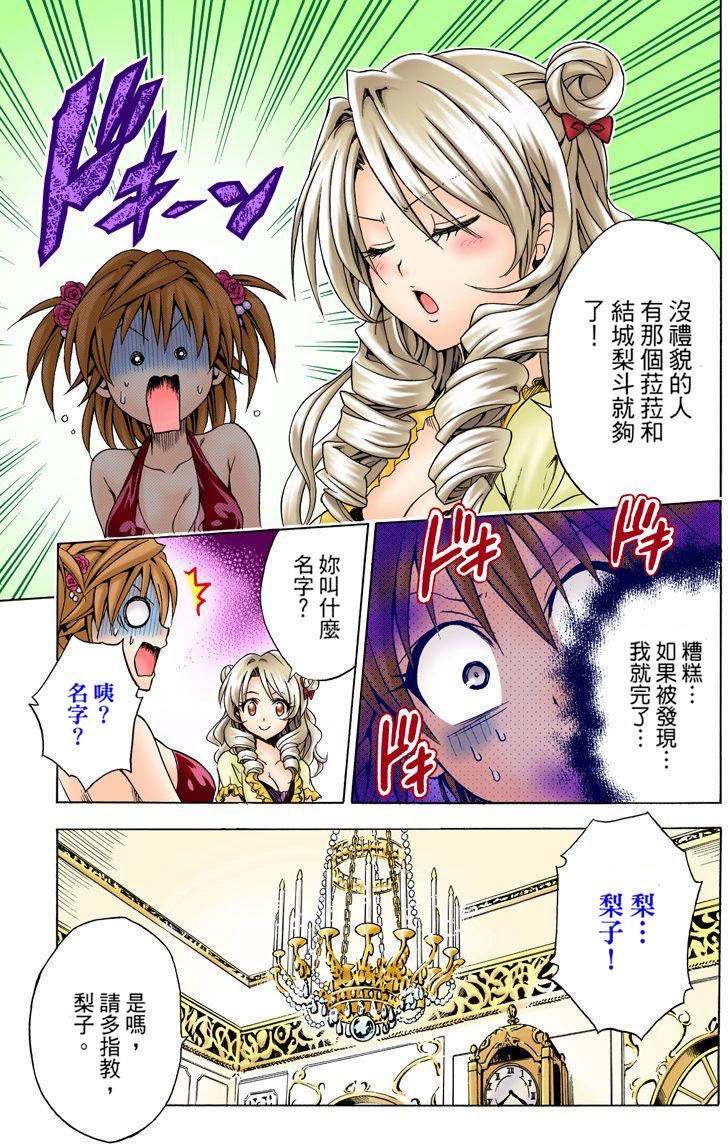 沒禮貌的人
有那個菈菈和
結城梨斗就夠
了！
ドキーン
糟糕…
如果被發現…
我就完了…
ドキ
ドキ
ドキ
妳叫什麼
名字？
咦？
名字？
梨…
梨子！
是嗎，
請多指教，
梨子。